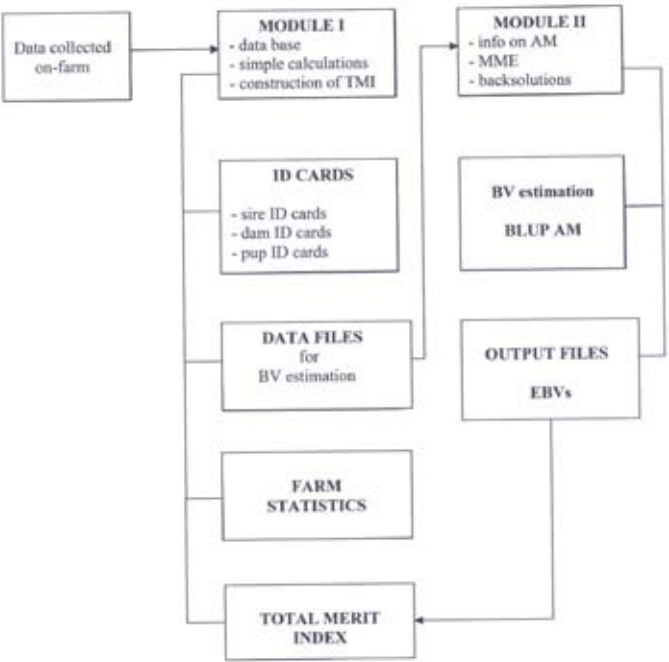 Data collected
on-farm
MODULE I
- data base
- simple calculations
- construction of TMI
ID CARDS
- sire ID cards
- dam ID cards
- pup ID cards
DATA FILES
for
BV estimation
FARM
STATISTICS
TOTAL MERIT
INDEX
MODULE II
- info on AM
- MME
- backsolutions
BV estimation
BLUP AM
OUTPUT FILES
EBVs